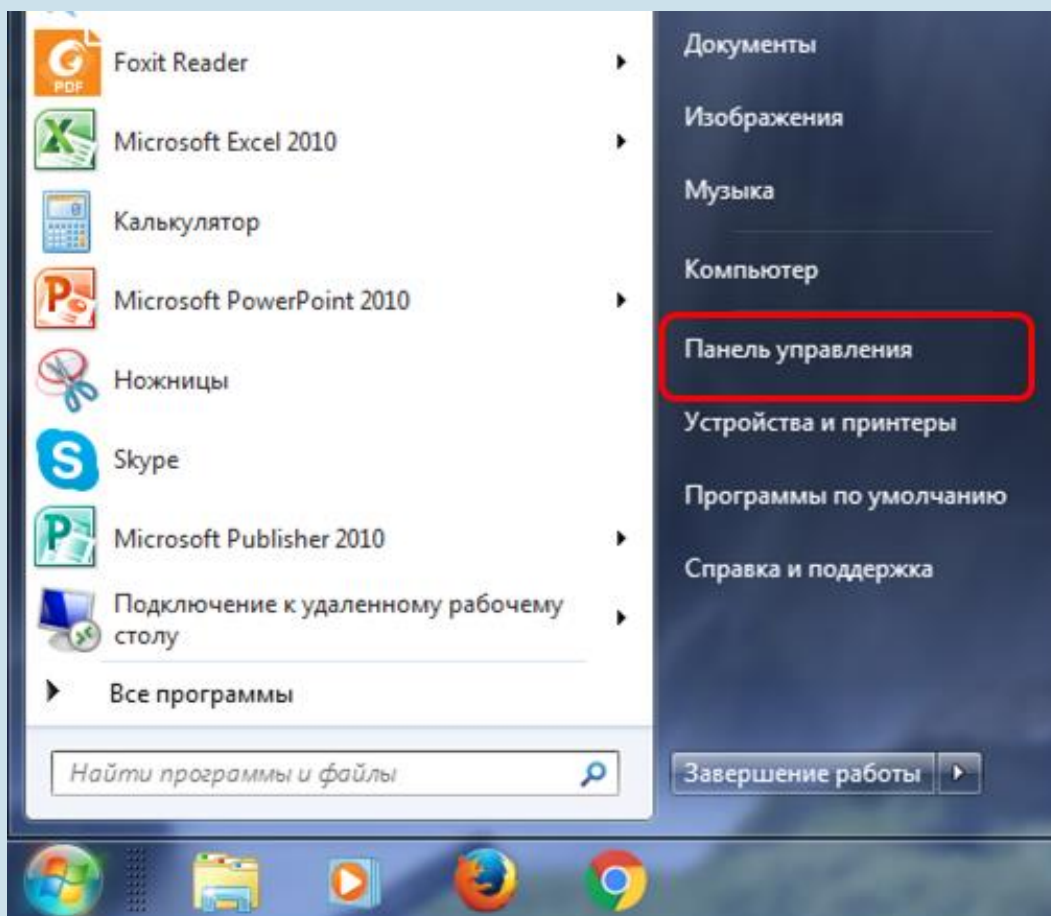 Foxit Reader
PDF
Microsoft Excel 2010
Калькулятор
Microsoft PowerPoint 2010
Ножницы
Skype
Microsoft Publisher 2010
Подключение к удаленному рабочему
столу
Все программы
Найти программы и файлы
Документы
Изображения
Музыка
Компьютер
Панель управления
Устройства и принтеры
Программы по умолчанию
Справка и поддержка
Завершение работы